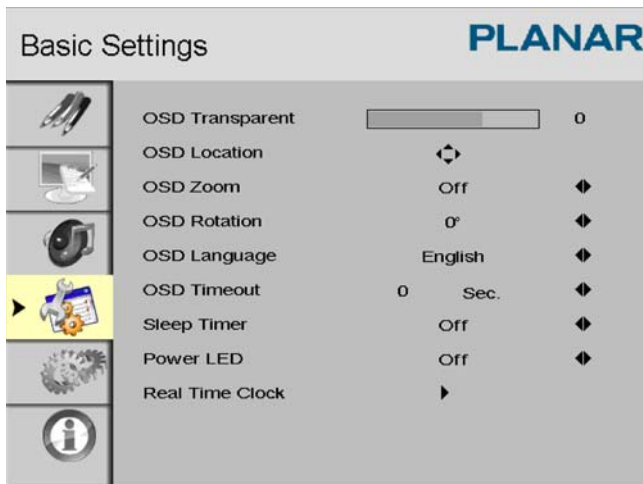 Basic Settings
PLANAR
OSD Transparent 0
OSD Location
OSD Zoom Off
OSD Rotation 0°
OSD Language English
OSD Timeout 0 Sec.
Sleep Timer Off
Power LED Off
Real Time Clock